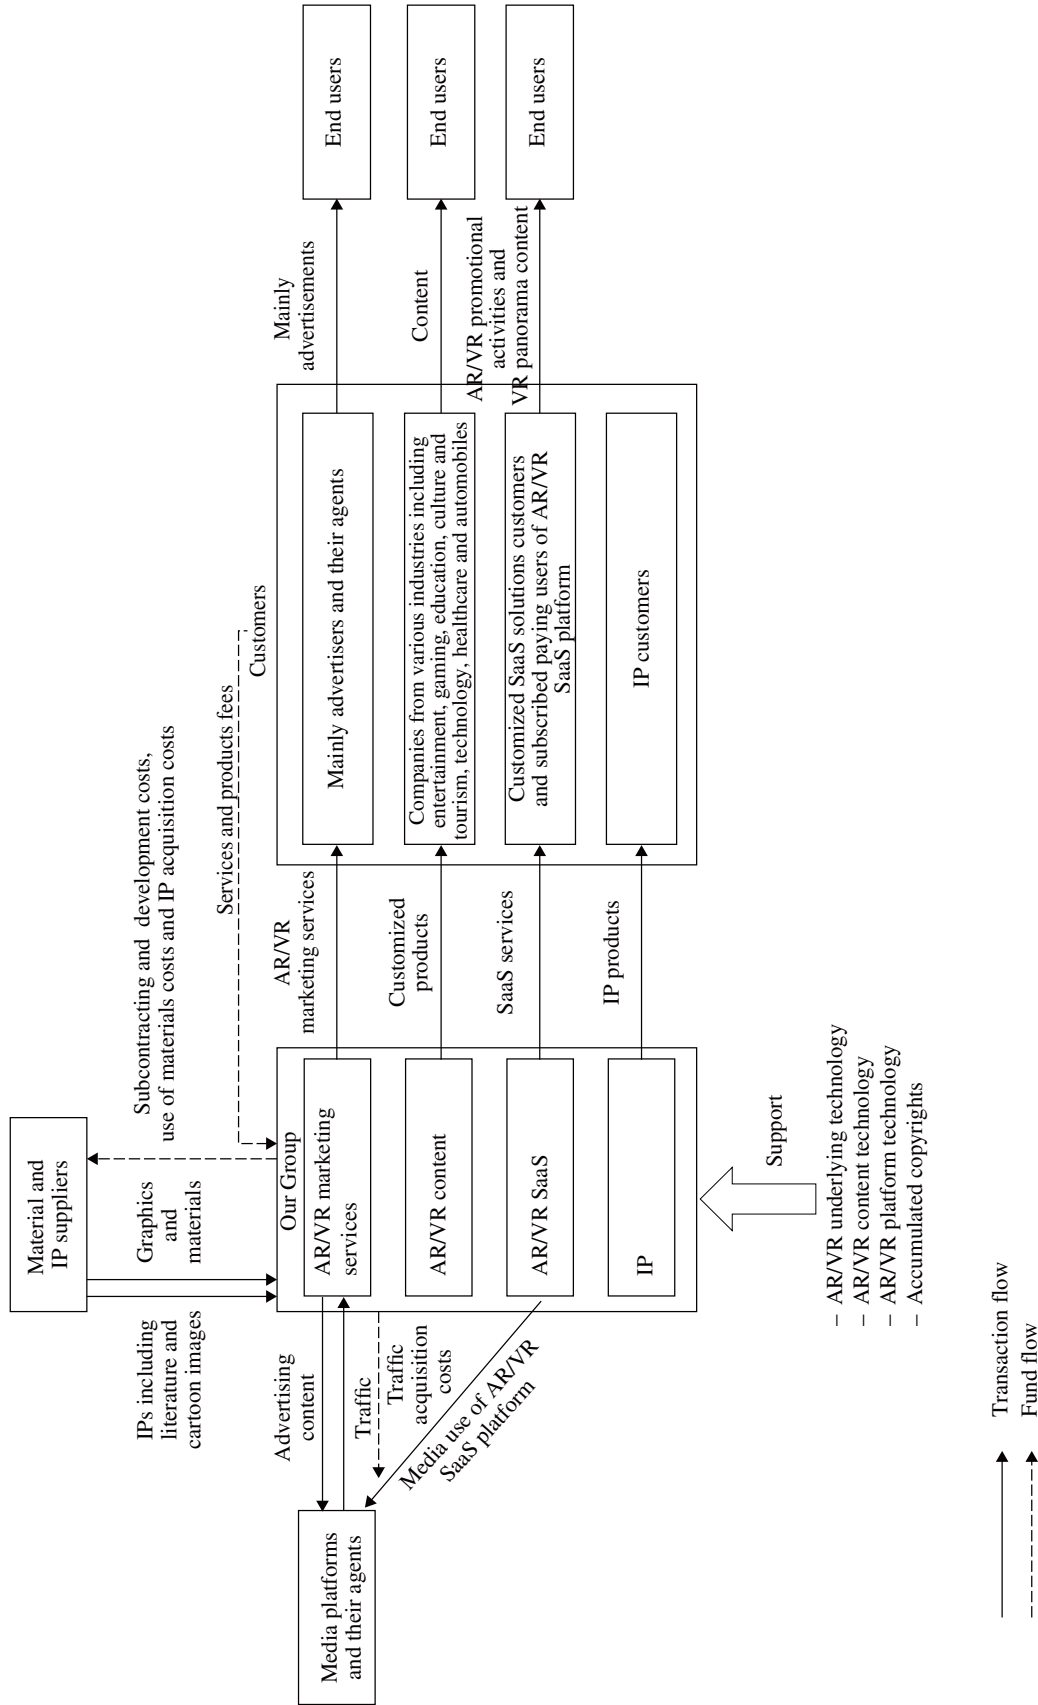 Material and
IP suppliers
IPs including
literature and
cartoon images
Graphics
and
materials
Subcorntracting and  development costs,
use of materials costs and IP acquisition costs
Services and products fees
Media platforms
and their agents
Advertising
content
Traffic
Traffic
acquisition
costs
Media use of AR/VR
SaaS platform
Our Group
AR/VR marketing
services
AR/VR content
AR/VR SaaS
IP
AR/VR
marketing services
Customized
products
SaaS services
IP products
Customers
Mainly advertisers and their agents
Companies from various industries including
entertainment, gaming, education, culture and
tourism, technology, healthcare and automobiles
Customized SaaS solutions customers
and subscribed paying users of AR/VR
SaaS platform
IP customers
Mainly
advertisements
Content
AR/VR promotional
activities and
VR panorama content
End users
End users
End users
Support
– AR/VR underlying technology
– AR/VR content technology
– AR/VR platform technology
– Accumulated copyrights
Transaction flow
Fund flow